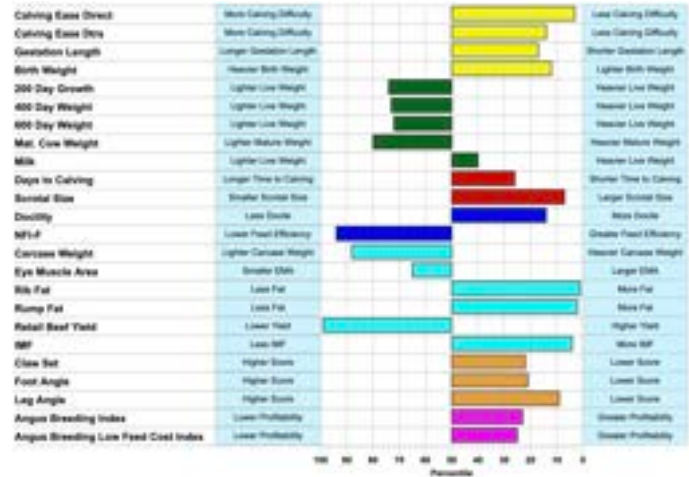 Calving Ease Direct More Calving Difficulty Less Calving Difficulty
Calving Ease Dtrs More Calving Difficulty Less Calving Difficulty
Gestation Length Longer Gestation Length Shorter Gestation Length
Birth Weight Heavier Birth Weight Lighter Birth Weight
200 Day Growth Lighter Live Weight Heavier Live Weight
400 Day Weight Lighter Live Weight Heavier Live Weight
600 Day Weight Lighter Live Weight Heavier Live Weight
Mat. Cow Weight Lighter Mature Weight Heavier Mature Weight
Milk Lighter Live Weight Heavier Live Weight
Days to Calving Longer Time to Calving Shorter Time to Calving
Scrotal Size Smaller Scrotal Size Larger Scrotal Size
Docility Less Docile More Docile
NFI-F Lower Feed Efficiency Greater Feed Efficiency
Carcase Weight Lighter Carcase Weight Heavier Carcase Weight
Eye Muscle Area Smaller EMA Larger EMA
Rib Fat Less Fat More Fat
Rump Fat Less Fat More Fat
Retail Beef Yield Lower Yield Higher Yield
IMF Less IMF More IMF
Claw Set Higher Score Lower Score
Foot Angle Higher Score Lower Score
Leg Angle Higher Score Lower Score
Angus Breeding Index Lower Profitability Greater Profitability
Angus Breeding Low Feed Cost Index Lower Profitability Greater Profitability
100 90 80 70 60 50 40 30 20 10 0
Percentile